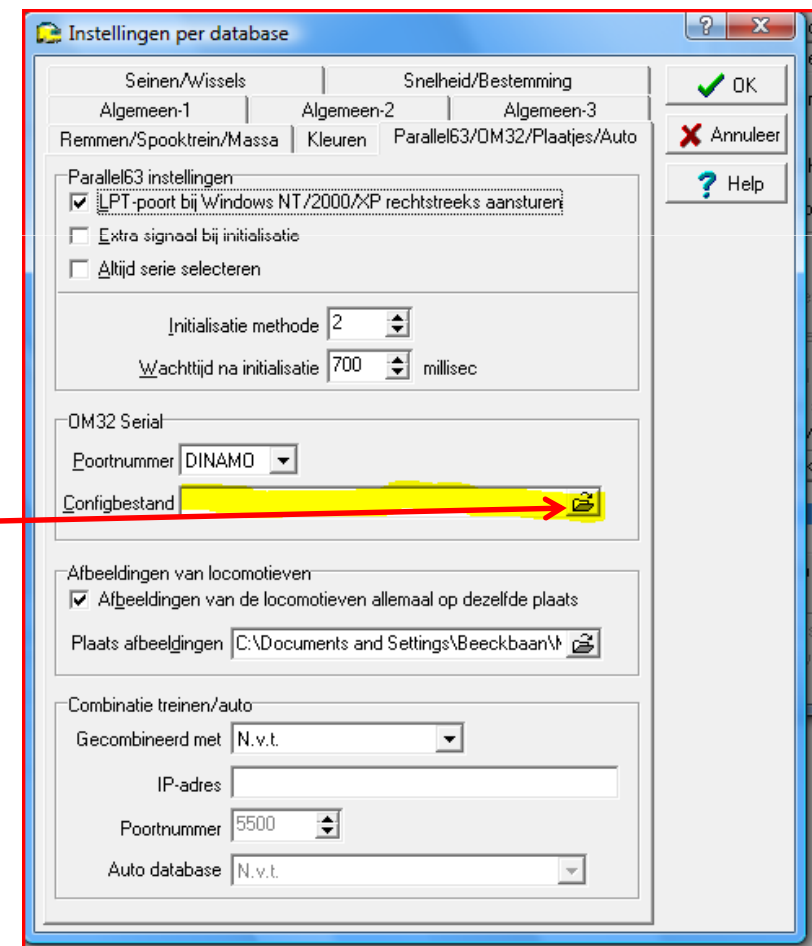 Instellingen per database
Seinen/Wissels Snelheid/Bestemming
Algemeen-1 Algemeen-2 Algemeen-3
Remmen/Spooktrein/Massa Kleuren Parallel63/OM32/Plaatjes/Auto
OK
Annuleer
Help
Parallel63 instellingen
LPT-poort bij Windows NT/2000/XP rechtstreeks aansturen
Extra signaal bij initialisatie
Altijd serie selecteren
Initialisatie methode 2
Wachttijd na initialisatie 700 millisec
OM32 Serial
Poortnummer DINAMO
Configbestand
Afbeeldingen van locomotieven
Afbeeldingen van de locomotieven allemaal op dezelfde plaats
Plaats afbeeldingen C:\Documents and Settings\Beeckbaan\
Combinatie treinen/auto
Gecombineerd met N.v.t.
IP-adres
Poortnummer 5500
Auto database N.v.t.